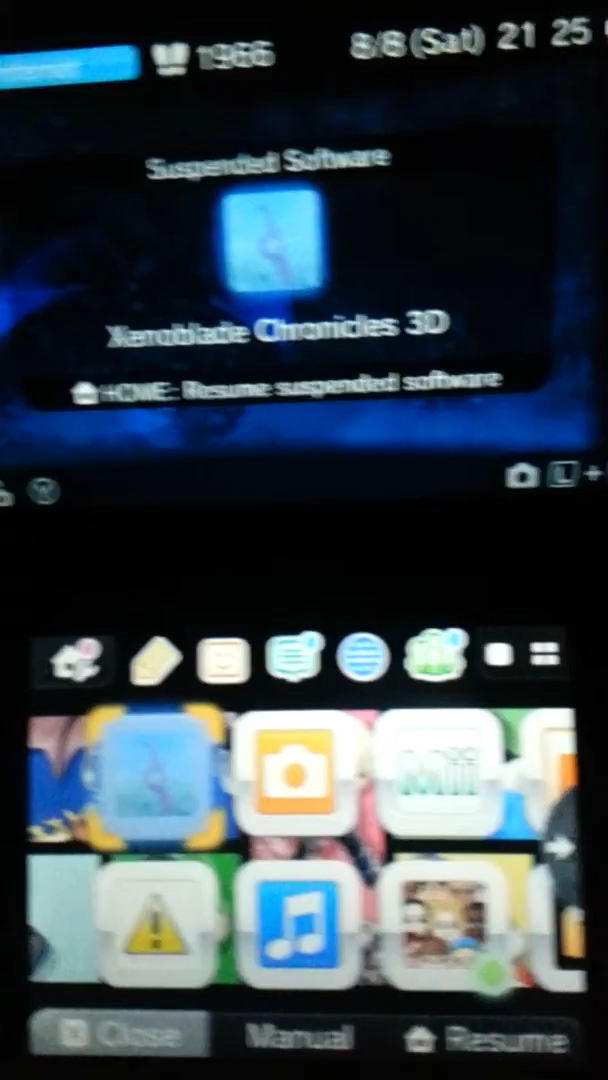 1966 8/8 (Sat) 21 25
Suspended Software
Xenoblade Chronicles 3D
HOME: Resume suspended software
L +
Close Manual Resume